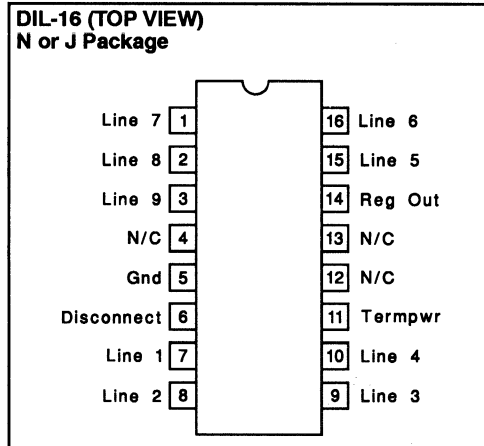 DIL-16 (TOP VIEW)
N or J Package
Line 7 1 16 Line 6
Line 8 2 15 Line 5
Line 9 3 14 Reg Out
N/C 4 13 N/C
Gnd 5 12 N/C
Disconnect 6 11 Termpwr
Line 1 7 10 Line 4
Line 2 8 9 Line 3